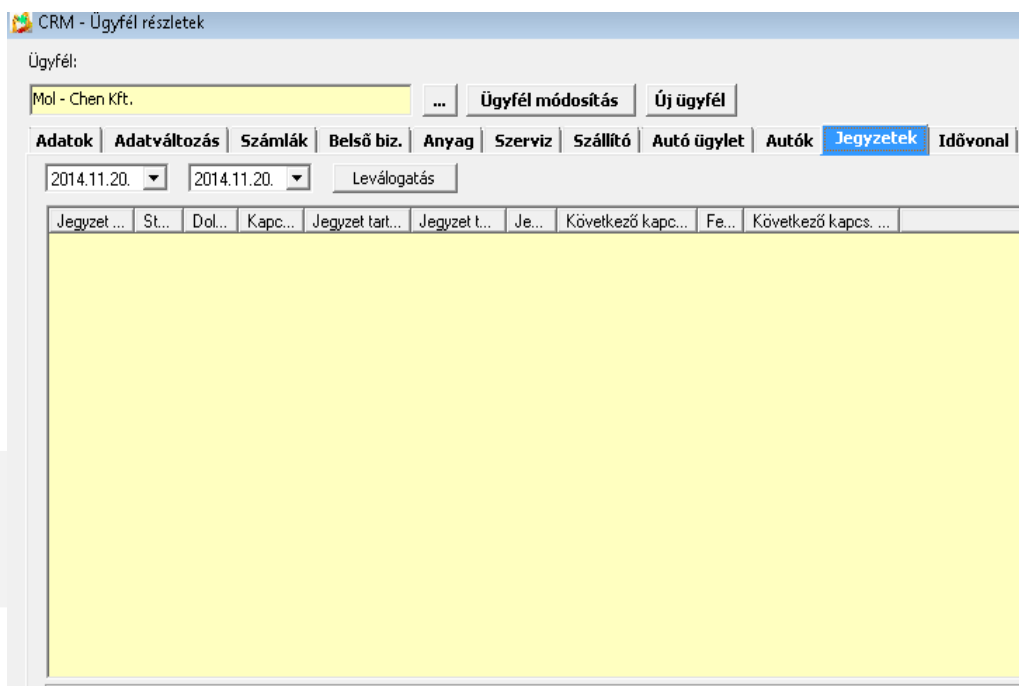 CRM - Ügyfél részletek
Ügyfél:
Mol - Chen Kft. ... Ügyfél módosítás Új ügyfél
Adatok Adatváltozás Számlák Belső biz. Anyag Szerviz Szállító Autó ügylet Autók Jegyzetek Idővonal
2014.11.20. 2014.11.20. Leválogatás
Jegyzet ... St... Dol... Kapc... Jegyzet tart... Jegyzet t... Je... Következő kapc... Fe... Következő kapcs. ...